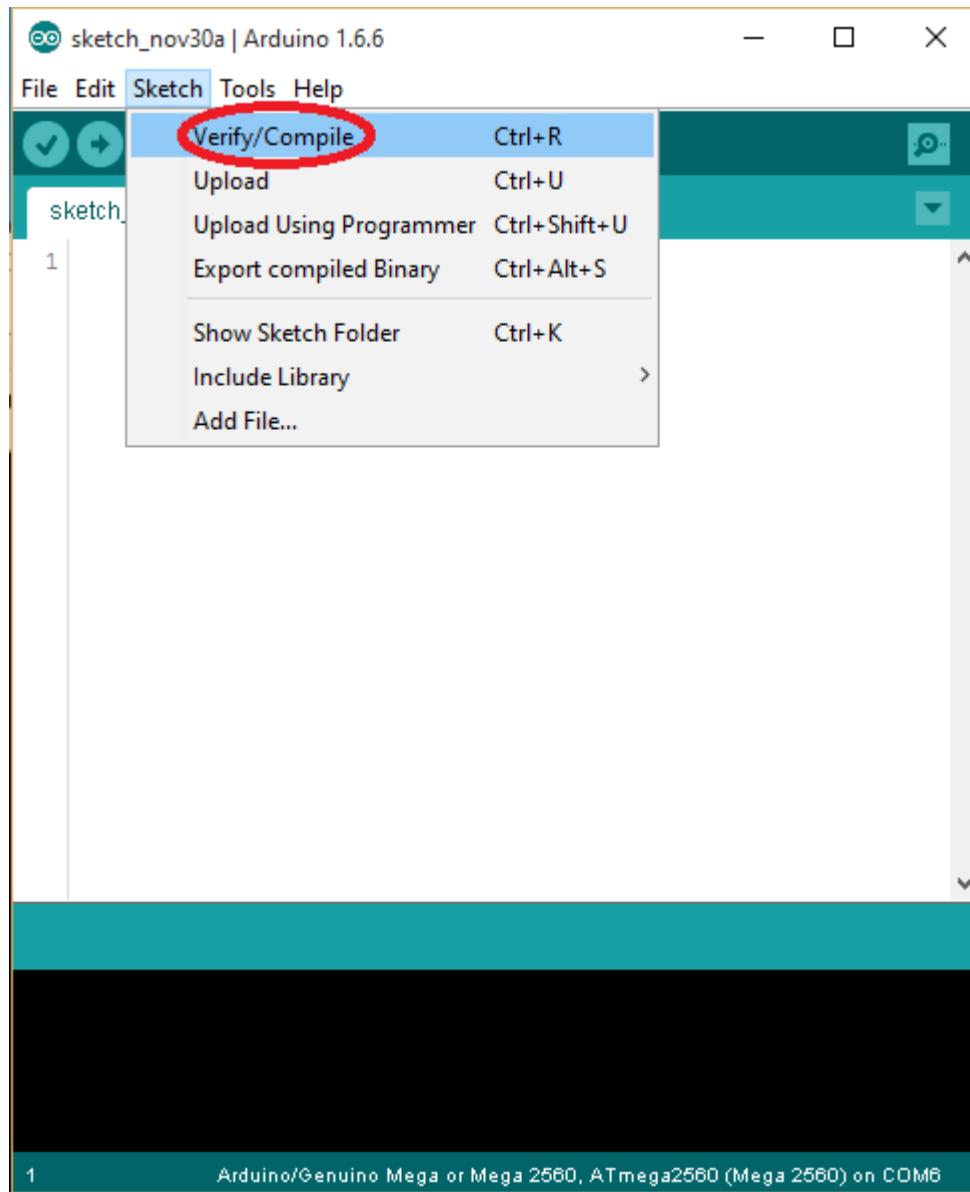 sketch_nov30a | Arduino 1.6.6
File Edit Sketch Tools Help
Verify/Compile Ctrl+R
Upload Ctrl+U
sketch_
Upload Using Programmer Ctrl+Shift+U
1
Export compiled Binary Ctrl+Alt+S
Show Sketch Folder Ctrl+K
Include Library
Add File...
1 Arduino/Genuino Mega or Mega 2560, ATmega2560 (Mega 2560) on COM6